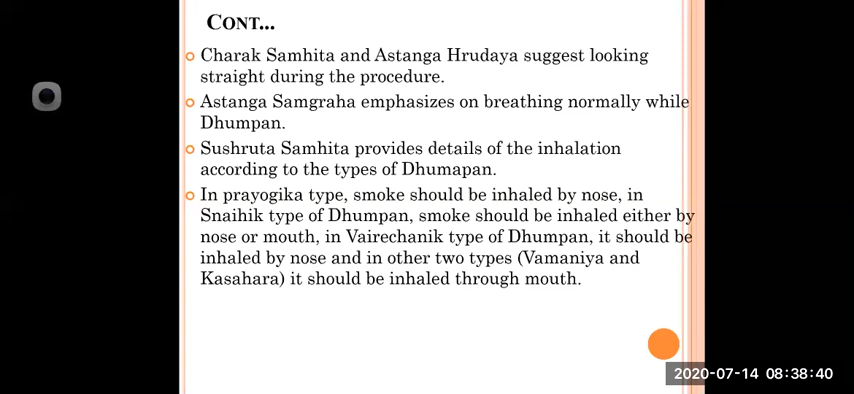 CONT...
Charak Samhita and Astanga Hrudaya suggest looking
straight during the procedure.
Astanga Samgraha emphasizes on breathing normally while
Dhumpan.
Sushruta Samhita provides details of the inhalation
according to the types of Dhumapan.
In prayogika type, smoke should be inhaled by nose, in
Snaihik type of Dhumpan, smoke should be inhaled either by
nose or mouth, in Vairechanik type of Dhumpan, it should be
inhaled by nose and in other two types (Vamaniya and
Kasahara) it should be inhaled through mouth.
2020-07-14 08:38:40